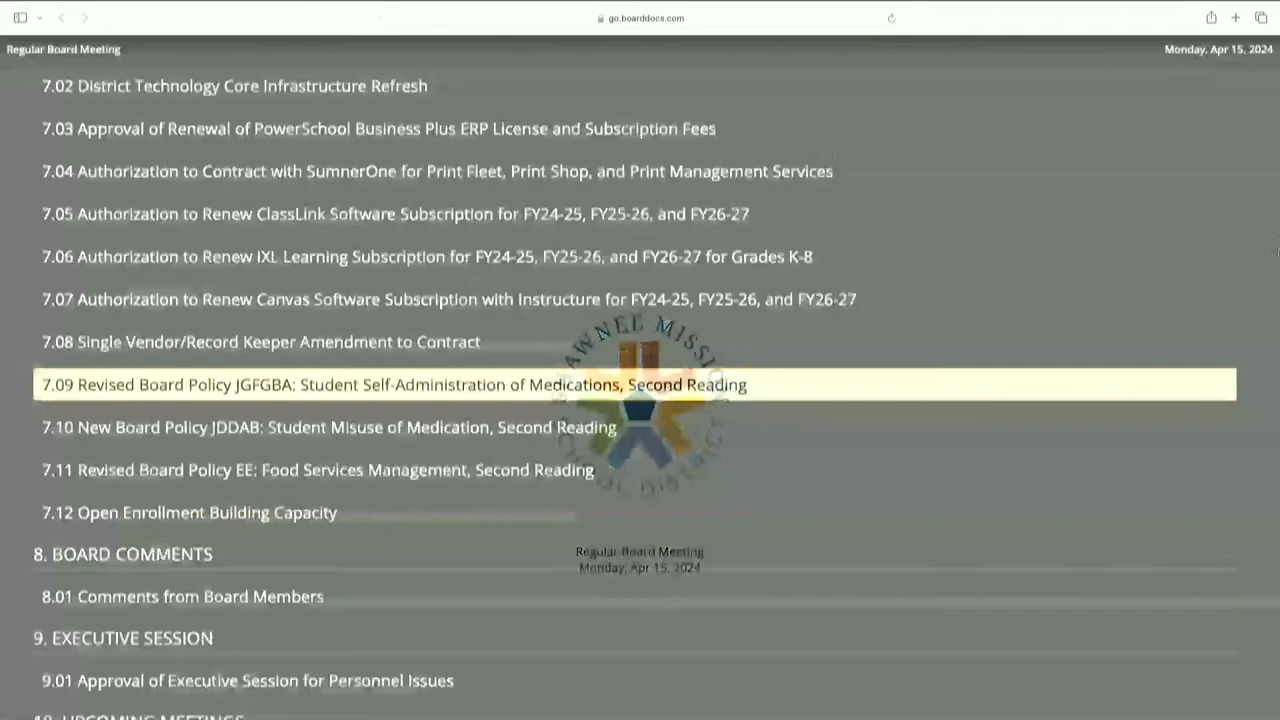 go.boarddocs.com
Regular Board Meeting
Monday, Apr 15, 2024
7.02 District Technology Core Infrastructure Refresh
7.03 Approval of Renewal of PowerSchool Business Plus ERP License and Subscription Fees
7.04 Authorization to Contract with SumnerOne for Print Fleet, Print Shop, and Print Management Services
7.05 Authorization to Renew ClassLink Software Subscription for FY24-25, FY25-26, and FY26-27
7.06 Authorization to Renew IXL Learning Subscription for FY24-25, FY25-26, and FY26-27 for Grades K-8
7.07 Authorization to Renew Canvas Software Subscription with Instructure for FY24-25, FY25-26, and FY26-27
7.08 Single Vendor/Record Keeper Amendment to Contract
7.09 Revised Board Policy JGFGBA: Student Self-Administration of Medications, Second Reading
7.10 New Board Policy JDDAB: Student Misuse of Medication, Second Reading
7.11 Revised Board Policy EE: Food Services Management, Second Reading
7.12 Open Enrollment Building Capacity
Regular Board Meeting
Monday, Apr 15, 2024
8. BOARD COMMENTS
8.01 Comments from Board Members
9. EXECUTIVE SESSION
9.01 Approval of Executive Session for Personnel Issues
10. UPCOMING MEETINGS